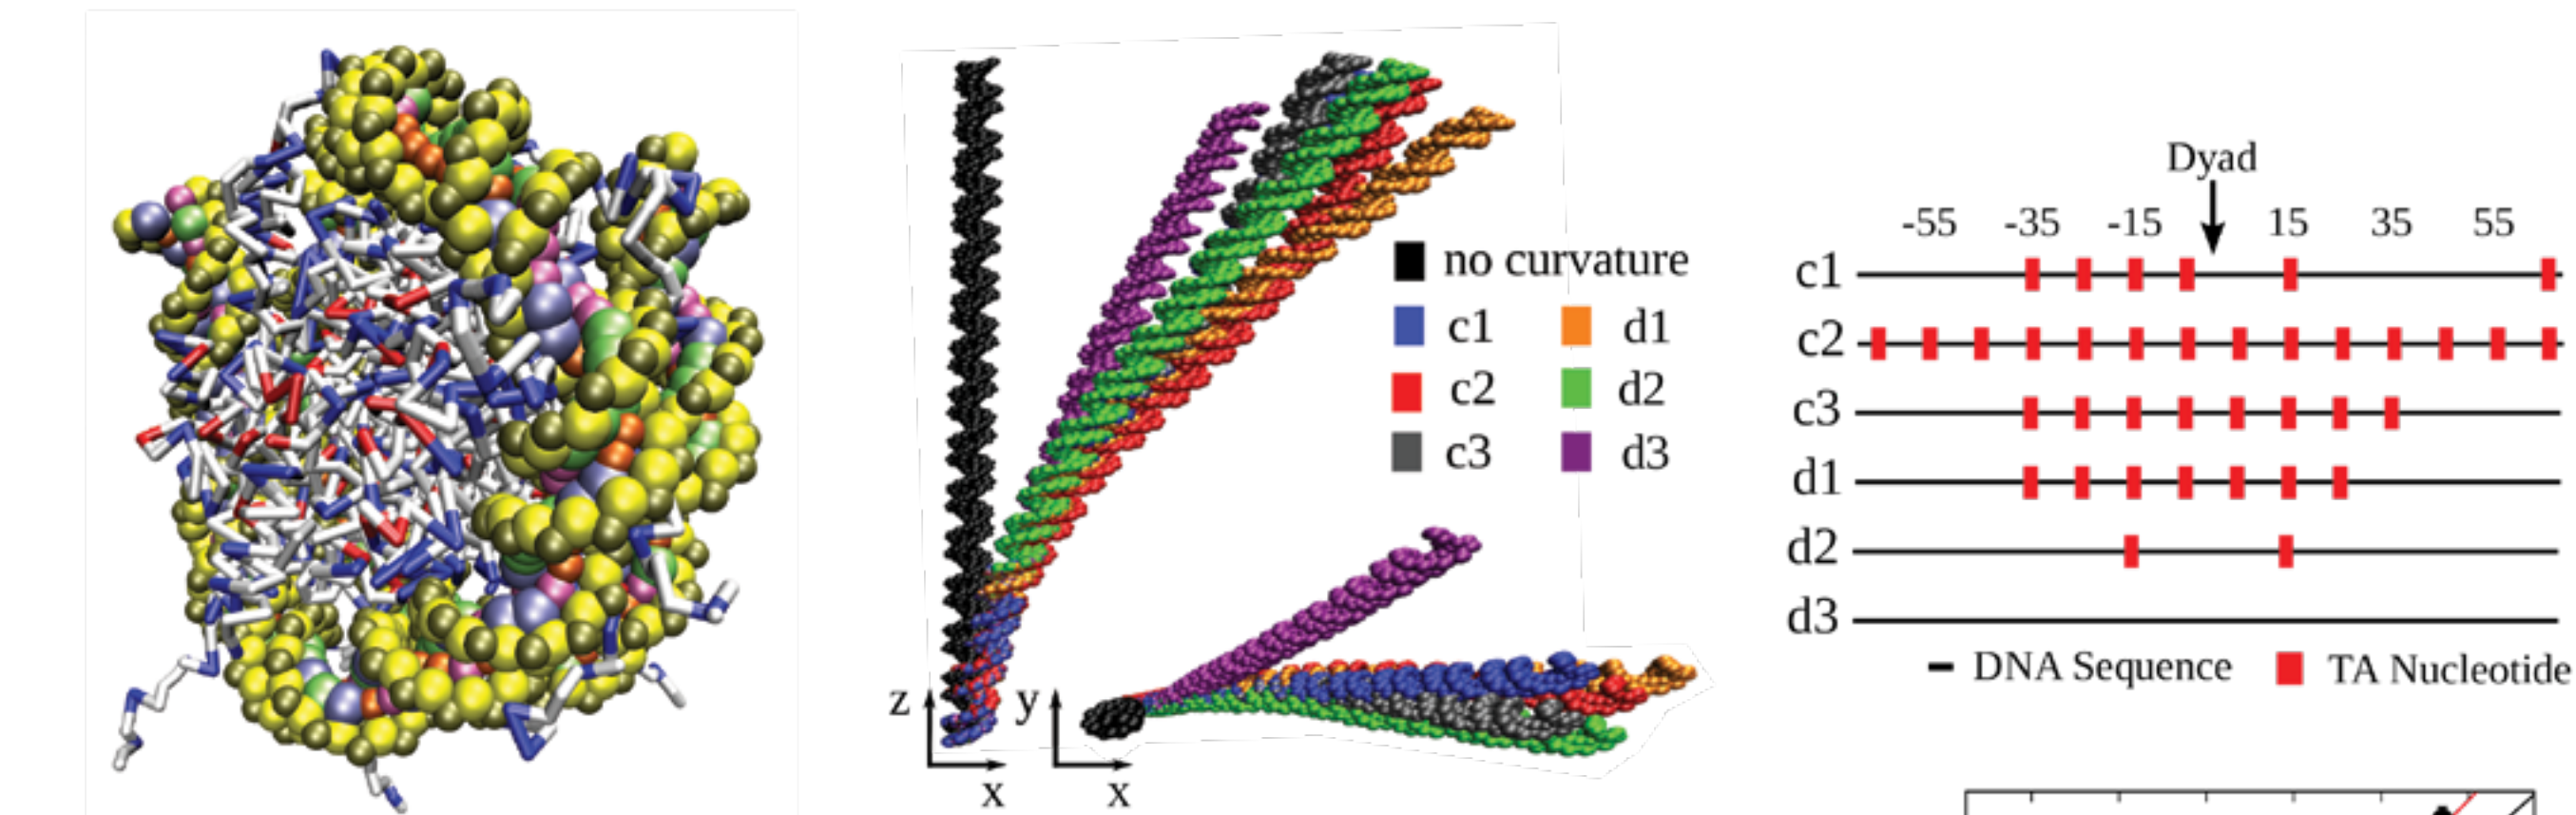 no curvature
c1 d1
c2 d2
c3 d3
z y
x x
Dyad
-55 -35 -15 15 35 55
c1
c2
c3
d1
d2
d3
DNA Sequence TA Nucleotide